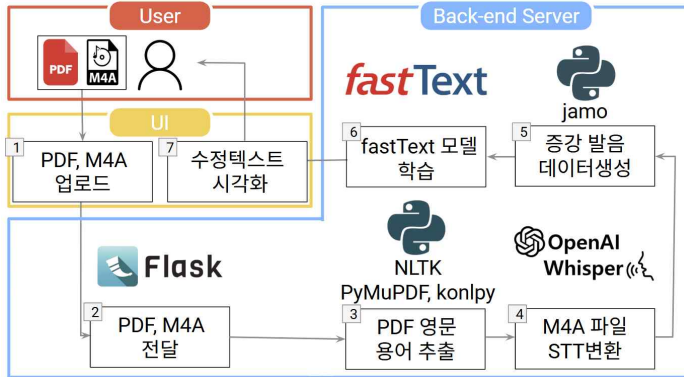 User
PDF
M4A
UI
1
PDF, M4A
업로드
7
수정텍스트
시각화
Back-end Server
fastText
jamo
6
fastText 모델
학습
5
증강 발음
데이터생성
Flask
NLTK
PyMuPDF, konlpy
OpenAI
Whisper
2
PDF, M4A
전달
3
PDF 영문
용어 추출
4
M4A 파일
STT변환